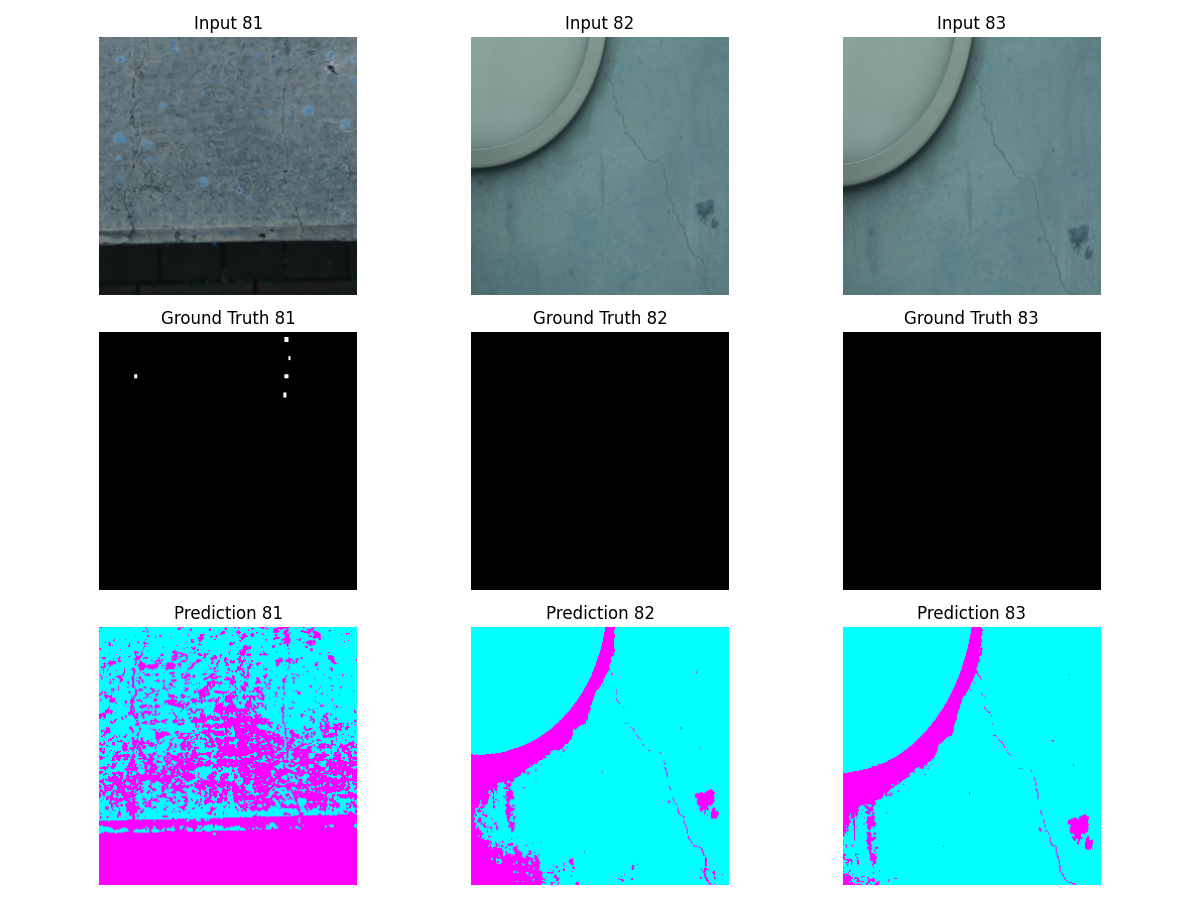 Input 81
Input 82
Input 83
Ground Truth 81
Ground Truth 82
Ground Truth 83
Prediction 81
Prediction 82
Prediction 83